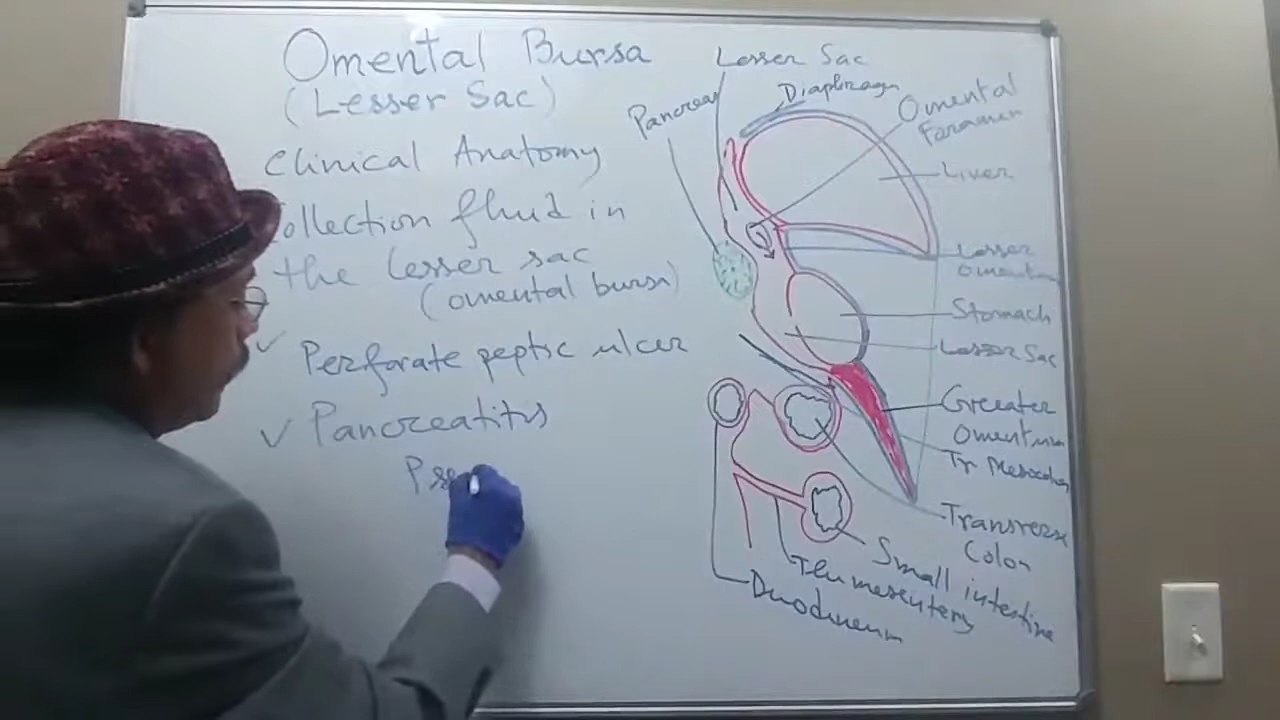 Omental Bursa
(Lesser Sac)
Clinical Anatomy
ollection fluid in
the lesser sac
(omental bursa)
✓ Perforate peptic ulcer
✓ Pancreatitis
Pse
Lesser Sac
Diaphragm
Pancreas
Omental
Foramen
Liver
Lesser
omentum
Stomach
Lesser Sac
Greater
Omentum
Tr Mesocolon
Transverse
Colon
Small intestine
The mesentery
Duodenum